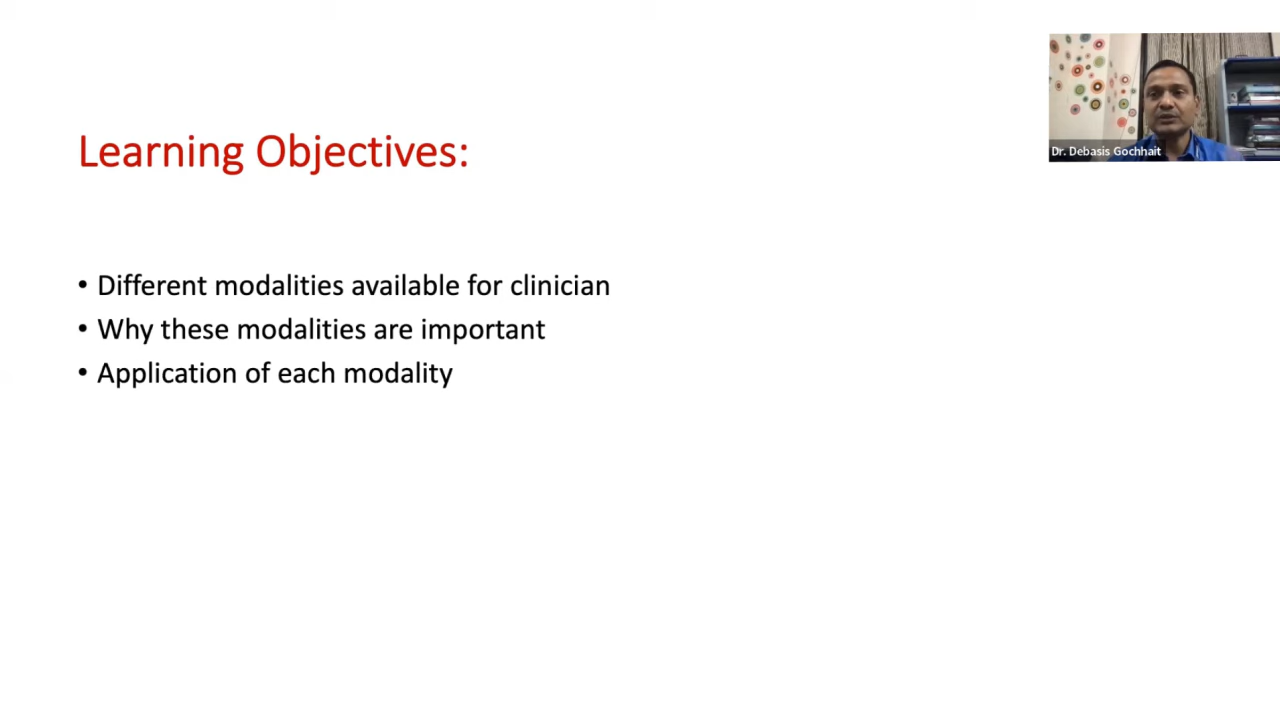 Dr. Debasis Gochhait
Learning Objectives:
• Different modalities available for clinician
• Why these modalities are important
• Application of each modality